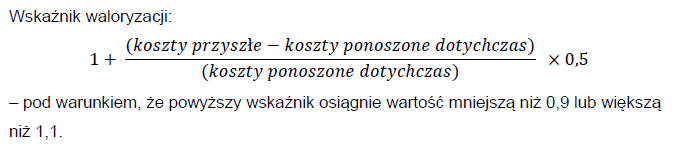 Wskaźnik waloryzacji:
1 + (koszty przyszłe − koszty ponoszone dotychczas) / (koszty ponoszone dotychczas) × 0,5
– pod warunkiem, że powyższy wskaźnik osiągnie wartość mniejszą niż 0,9 lub większą
niż 1,1.